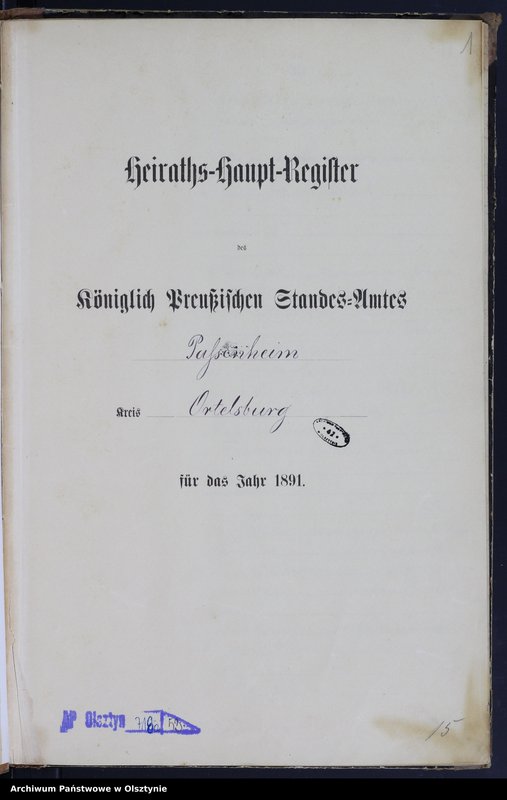 1
Heiraths-Haupt-Register
des
Königlich Preußischen Standes-Amtes
Passenheim
Kreis Ortelsburg
47
für das Jahr 1891.
AP Olsztyn
15
Archiwum Państwowe w Olsztynie